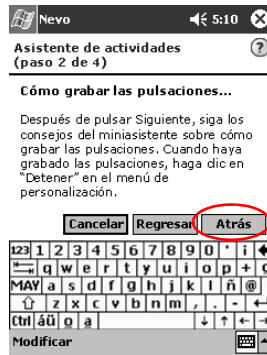 Nevo 5:10
Asistente de actividades
(paso 2 de 4)
Cómo grabar las pulsaciones...
Después de pulsar Siguiente, siga los
consejos del miniasistente sobre cómo
grabar las pulsaciones. Cuando haya
grabado las pulsaciones, haga clic en
"Detener" en el menú de
personalización.
Cancelar Regresar Atrás
123 1 2 3 4 5 6 7 8 9 0 ' ¡
q w e r t y u i o p + ç
MAY a s d f g h j k l ñ @
z x c v b n m , . -
Ctrl áü º ª
Modificar